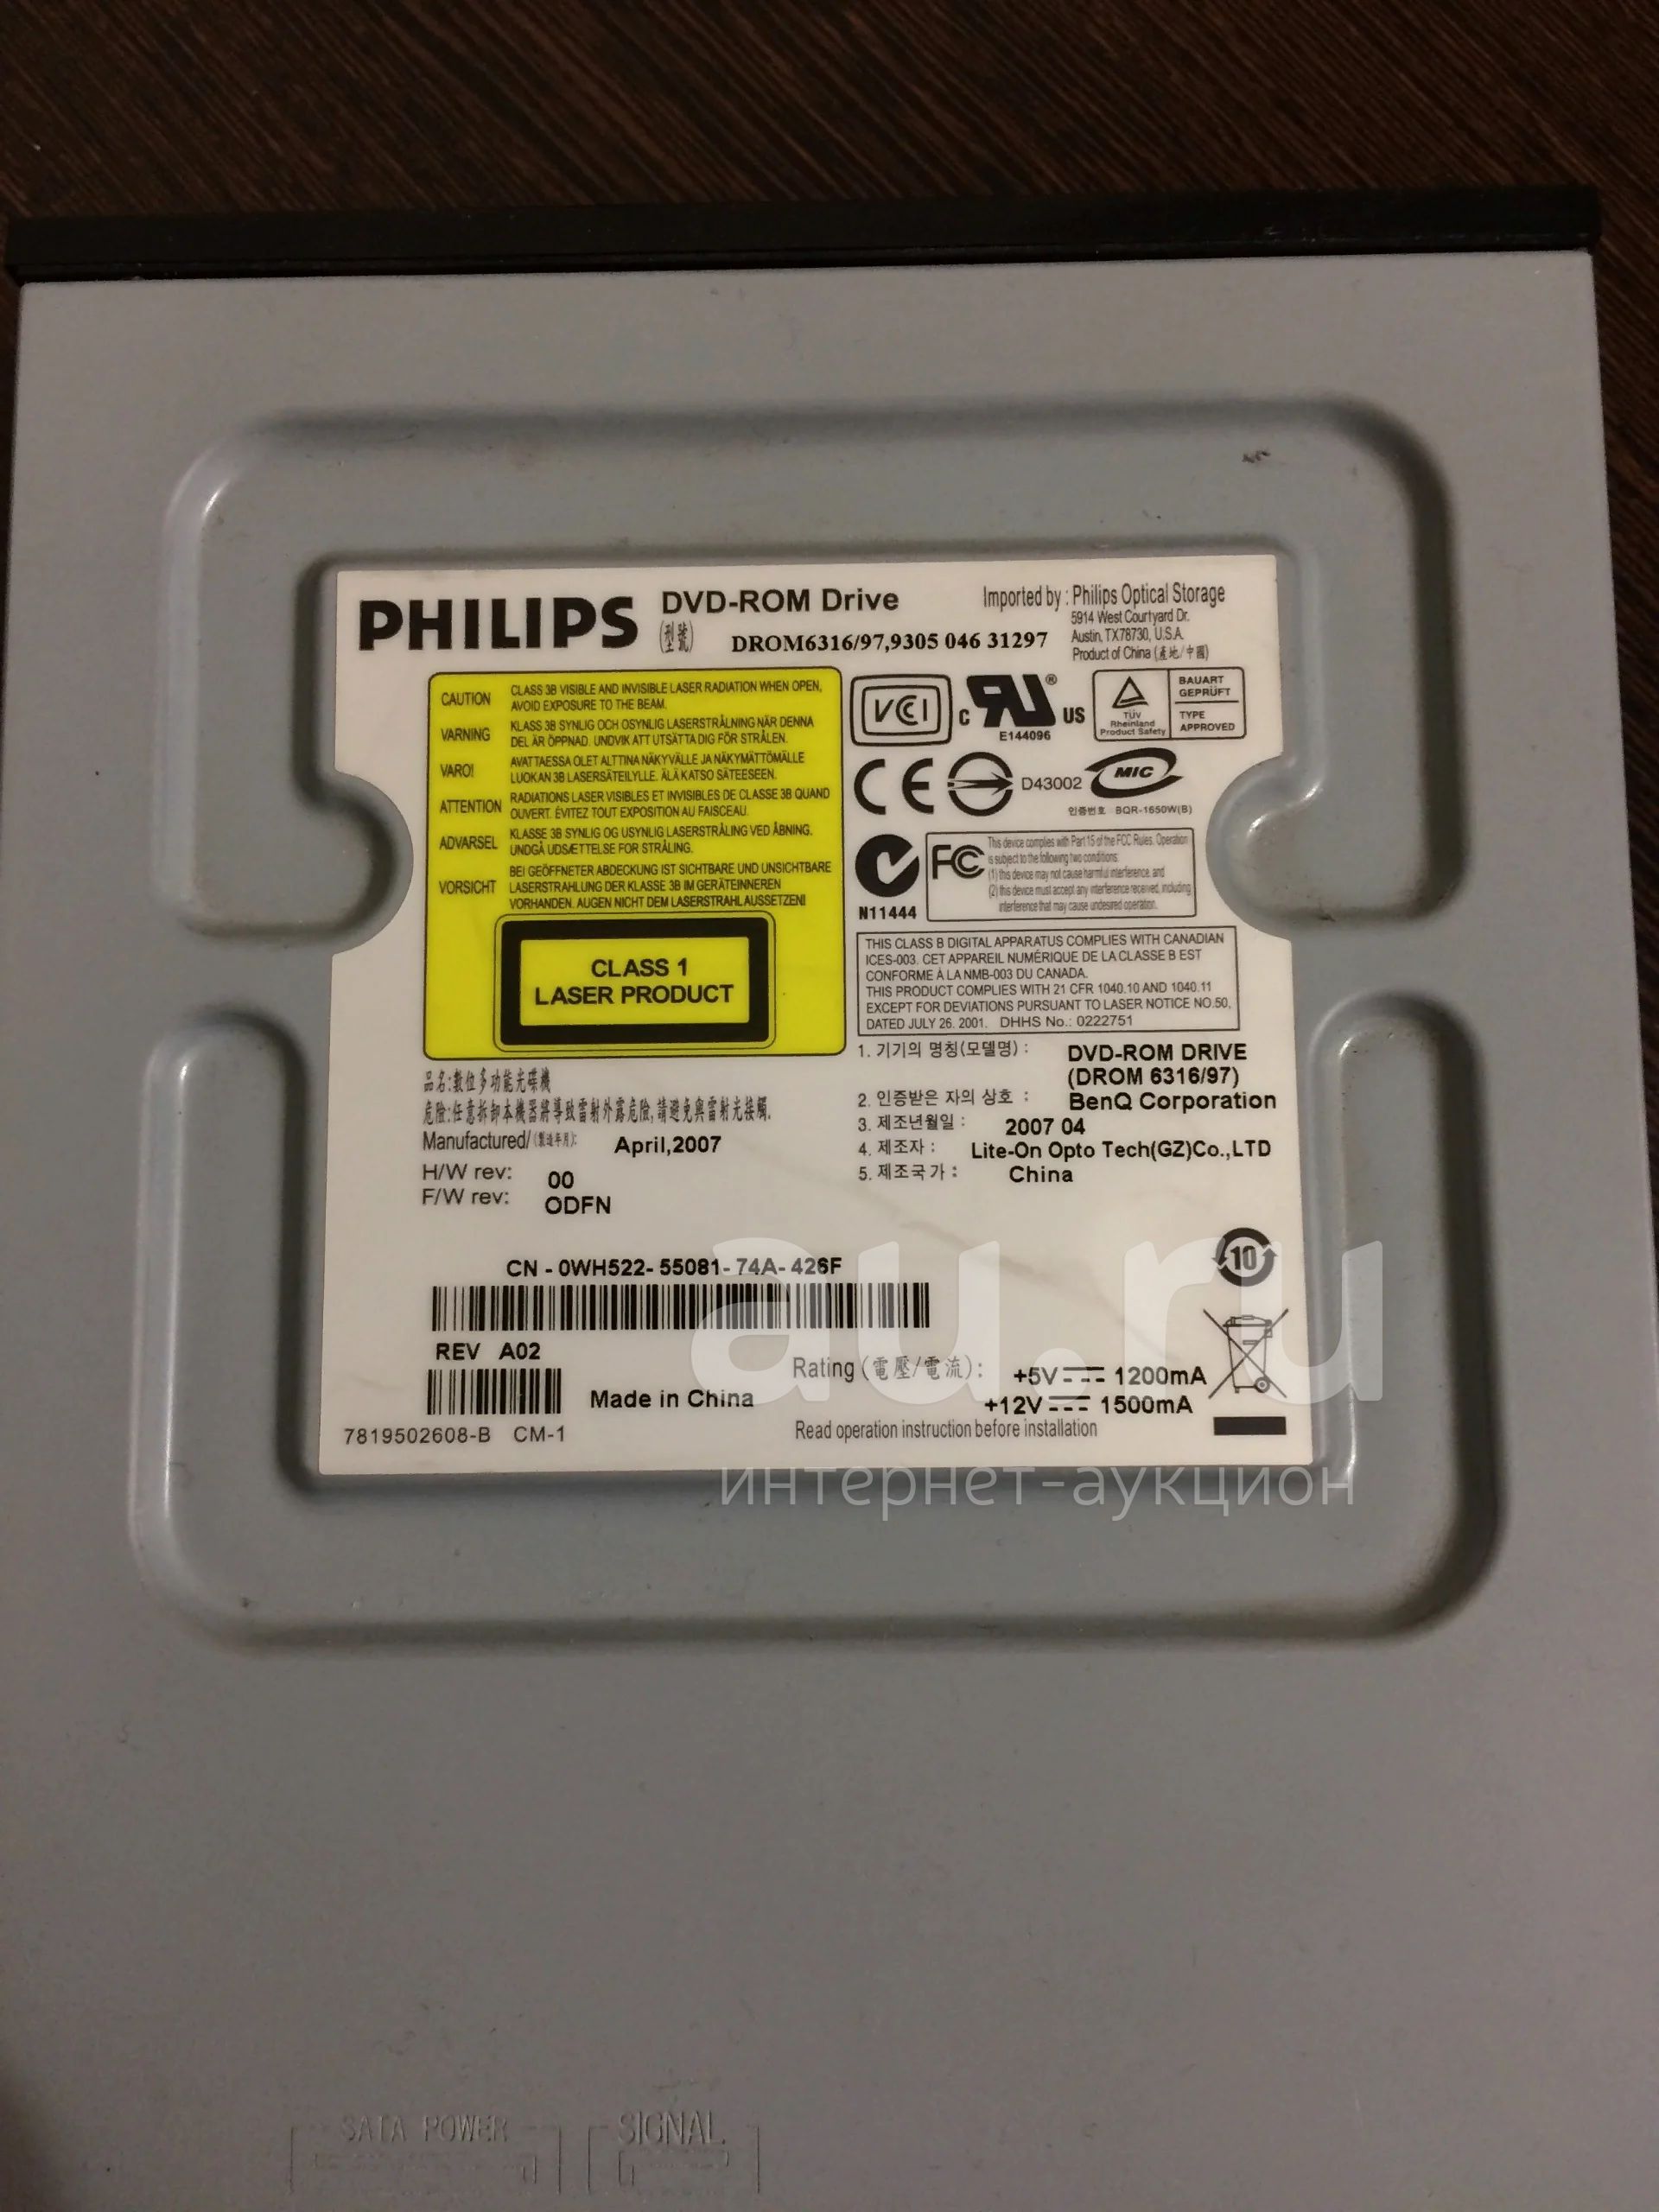 PHILIPS
DVD-ROM Drive
(型號)
DROM6316/97,9305 046 31297
Imported by : Philips Optical Storage
5914 West Courtyard Dr.
Austin, TX78730, U.S.A.
Product of China (產地/中國)
CAUTION
CLASS 3B VISIBLE AND INVISIBLE LASER RADIATION WHEN OPEN,
AVOID EXPOSURE TO THE BEAM.
VARNING
KLASS 3B SYNLIG OCH OSYNLIG LASERSTRÅLNING NÄR DENNA
DEL ÄR ÖPPNAD. UNDVIK ATT UTSÄTTA DIG FÖR STRÅLEN.
VARO!
AVATTAESSA OLET ALTTINA NÄKYVÄLLE JA NÄKYMÄTTÖMÄLLE
LUOKAN 3B LASERSÄTEILYLLE. ÄLÄ KATSO SÄTEESEEN.
ATTENTION
RADIATIONS LASER VISIBLES ET INVISIBLES DE CLASSE 3B QUAND
OUVERT. ÉVITEZ TOUT EXPOSITION AU FAISCEAU.
ADVARSEL
KLASSE 3B SYNLIG OG USYNLIG LASERSTRÅLING VED ÅBNING.
UNDGÅ UDSÆTTELSE FOR STRÅLING.
VORSICHT
BEI GEÖFFNETER ABDECKUNG IST SICHTBARE UND UNSICHTBARE
LASERSTRAHLUNG DER KLASSE 3B IM GERÄTEINNEREN
VORHANDEN. AUGEN NICHT DEM LASERSTRAHL AUSSETZEN!
CLASS 1
LASER PRODUCT
VCCI
C
RU
®
US
E144096
TÜV
Rheinland
Product Safety
BAUART
GEPRÜFT
TYPE
APPROVED
CE
D43002
MIC
인증번호 BQR-1650W(B)
N11444
FC
This device complies with Part 15 of the FCC Rules. Operation
is subject to the following two conditions:
(1) this device may not cause harmful interference, and
(2) this device must accept any interference received, including
interference that may cause undesired operation.
THIS CLASS B DIGITAL APPARATUS COMPLIES WITH CANADIAN
ICES-003. CET APPAREIL NUMÉRIQUE DE LA CLASSE B EST
CONFORME À LA NMB-003 DU CANADA.
THIS PRODUCT COMPLIES WITH 21 CFR 1040.10 AND 1040.11
EXCEPT FOR DEVIATIONS PURSUANT TO LASER NOTICE NO.50,
DATED JULY 26. 2001. DHHS No.: 0222751
1. 기기의 명칭(모델명) : DVD-ROM DRIVE
(DROM 6316/97)
2. 인증받은 자의 상호 : BenQ Corporation
3. 제조년월일 : 2007 04
4. 제조자 : Lite-On Opto Tech(GZ)Co.,LTD
5. 제조국가 : China
品名:數位多功能光碟機
危險:任意拆卸本機器將導致雷射外露危險,請避免與雷射光接觸.
Manufactured/(製造年月): April,2007
H/W rev: 00
F/W rev: ODFN
CN - 0WH522- 55081- 74A- 426F
REV A02
Made in China
7819502608-B CM-1
10
Rating (電壓/電流) : +5V 1200mA
+12V 1500mA
Read operation instruction before installation
au.ru
интернет-аукцион
SATA POWER
SIGNAL